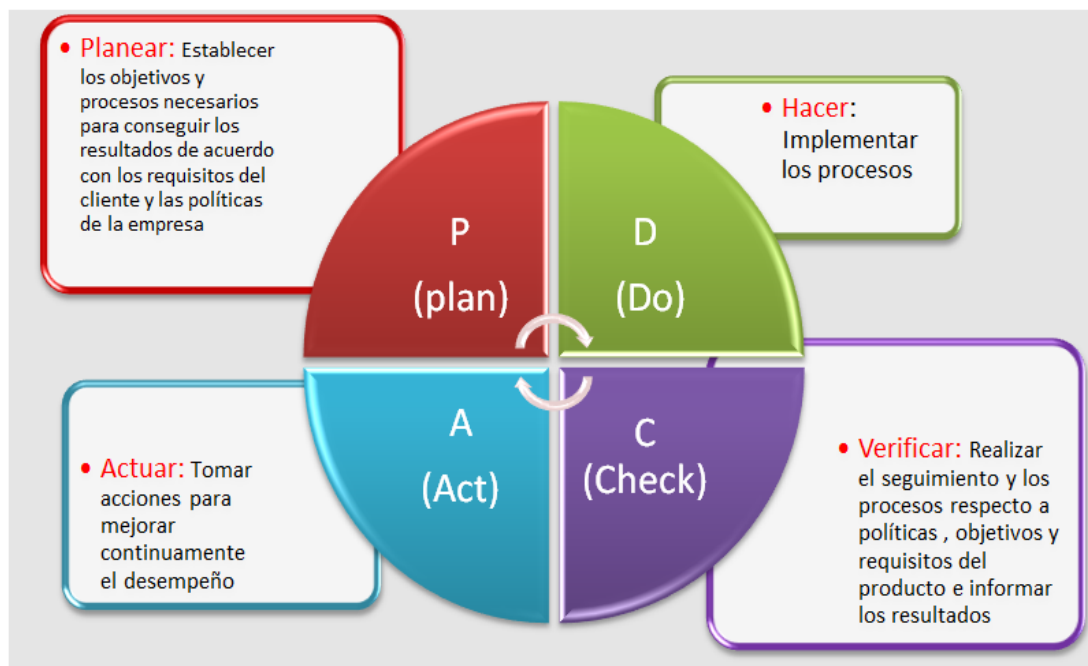 • Planear: Establecer
los objetivos y
procesos necesarios
para conseguir los
resultados de acuerdo
con los requisitos del
cliente y las políticas
de la empresa
• Hacer:
Implementar
los procesos
P
(plan)
D
(Do)
A
(Act)
C
(Check)
• Actuar: Tomar
acciones para
mejorar
continuamente
el desempeño
• Verificar: Realizar
el seguimiento y los
procesos respecto a
políticas , objetivos y
requisitos del
producto e informar
los resultados